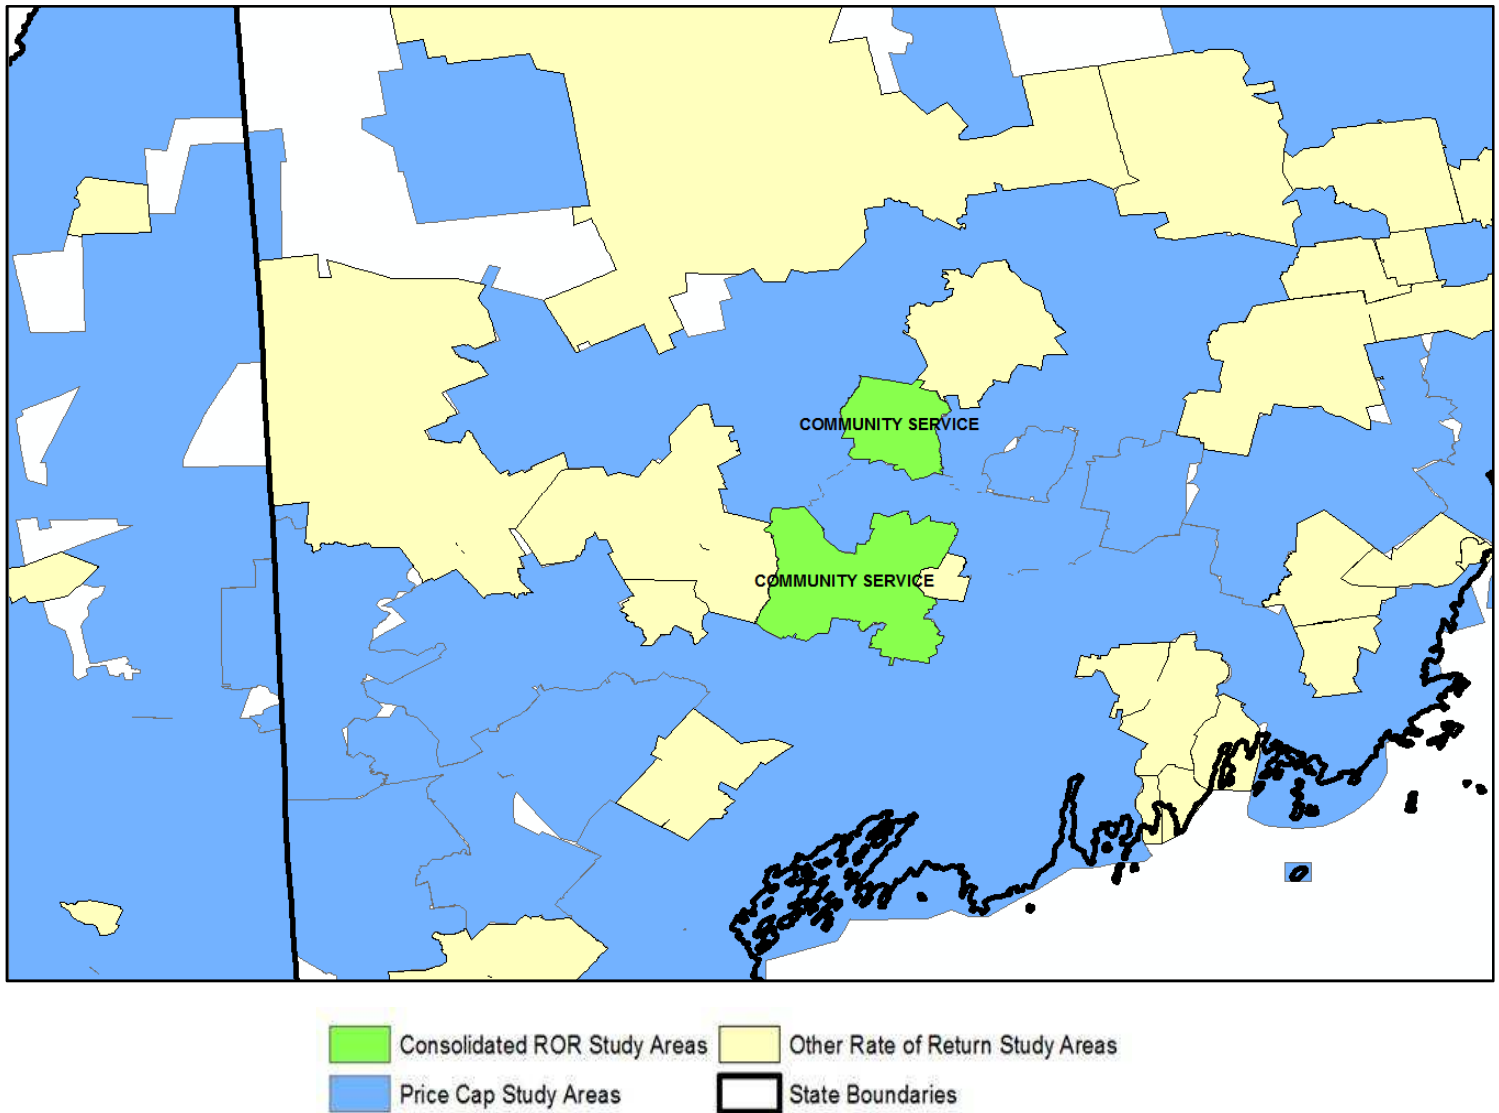 COMMUNITY SERVICE
COMMUNITY SERVICE
Consolidated ROR Study Areas
Other Rate of Return Study Areas
Price Cap Study Areas
State Boundaries